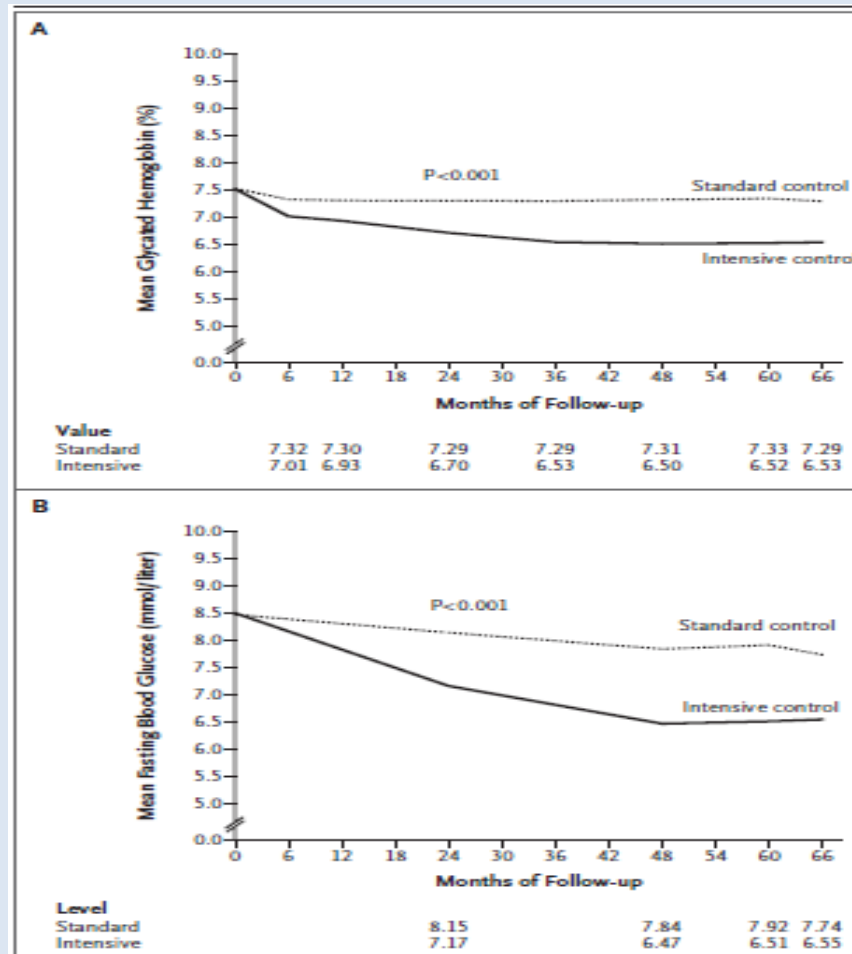 A
Mean Glycated Hemoglobin (%)
10.0
9.5
9.0
8.5
8.0
7.5
7.0
6.5
6.0
5.5
5.0
0.0
P<0.001
Standard control
Intensive contro
0 6 12 18 24 30 36 42 48 54 60 66
Months of Follow-up
Value
Standard 7.32 7.30 7.29 7.29 7.31 7.33 7.29
Intensive 7.01 6.93 6.70 6.53 6.50 6.52 6.53
B
Mean Fasting Blood Glucose (mmol/liter)
10.0
9.5
9.0
8.5
8.0
7.5
7.0
6.5
6.0
5.5
5.0
0.0
P<0.001
Standard control
Intensive control
0 6 12 18 24 30 36 42 48 54 60 66
Months of Follow-up
Level
Standard 8.15 7.84 7.92 7.74
Intensive 7.17 6.47 6.51 6.55